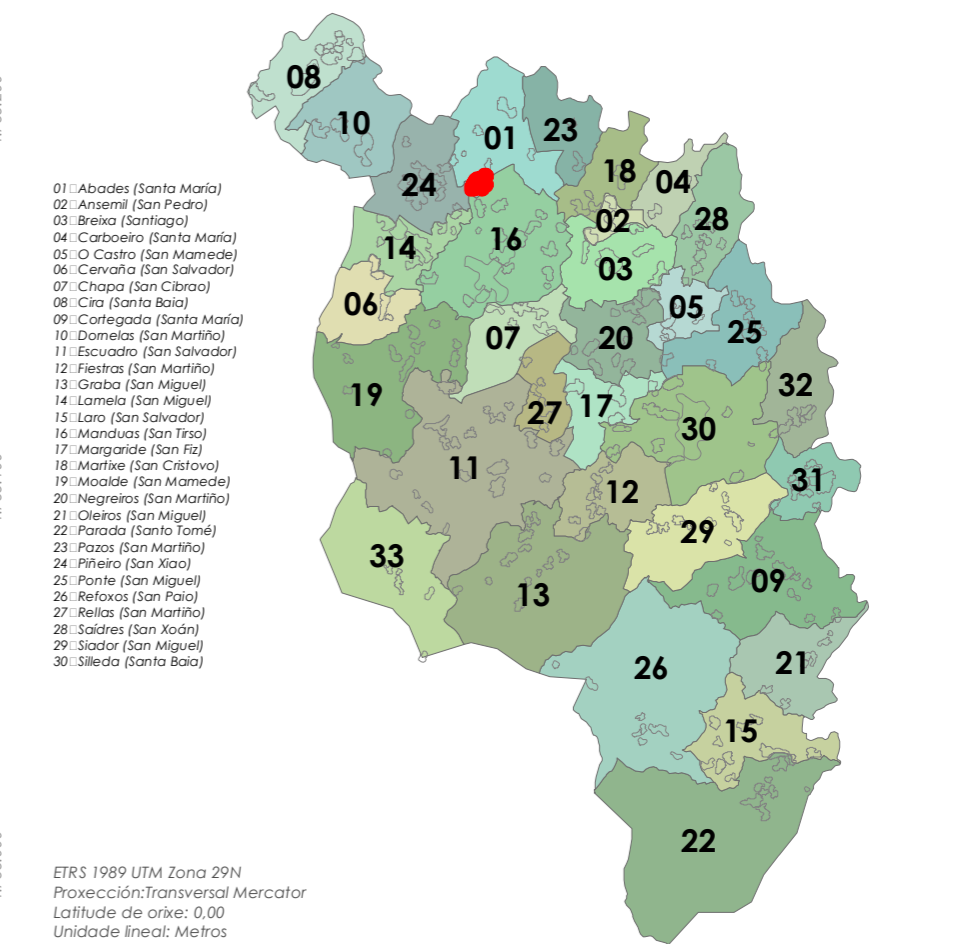 08
10
01
23
18
04
24
28
02
16
14
03
06
05
20
07
25
32
19
17
27
30
11
12
31
29
33
09
13
26
21
15
22
01 Abades (Santa María)
02 Ansemil (San Pedro)
03 Breixa (Santiago)
04 Carboeiro (Santa María)
05 O Castro (San Mamede)
06 Cervaña (San Salvador)
07 Chapa (San Cibrao)
08 Cira (Santa Baia)
09 Cortegada (Santa María)
10 Dornelas (San Martiño)
11 Escuadro (San Salvador)
12 Fiestras (San Martiño)
13 Graba (San Miguel)
14 Lamela (San Miguel)
15 Laro (San Salvador)
16 Manduas (San Tirso)
17 Margaride (San Fiz)
18 Martixe (San Cristovo)
19 Moalde (San Mamede)
20 Negreiros (San Martiño)
21 Oleiros (San Miguel)
22 Parada (Santo Tomé)
23 Pazos (San Martiño)
24 Piñeiro (San Xiao)
25 Ponte (San Miguel)
26 Refoxos (San Paio)
27 Rellas (San Martiño)
28 Saídres (San Xoán)
29 Siador (San Miguel)
30 Silleda (Santa Baia)
ETRS 1989 UTM Zona 29N
Proxección:Transversal Mercator
Latitude de orixe: 0,00
Unidade lineal: Metros